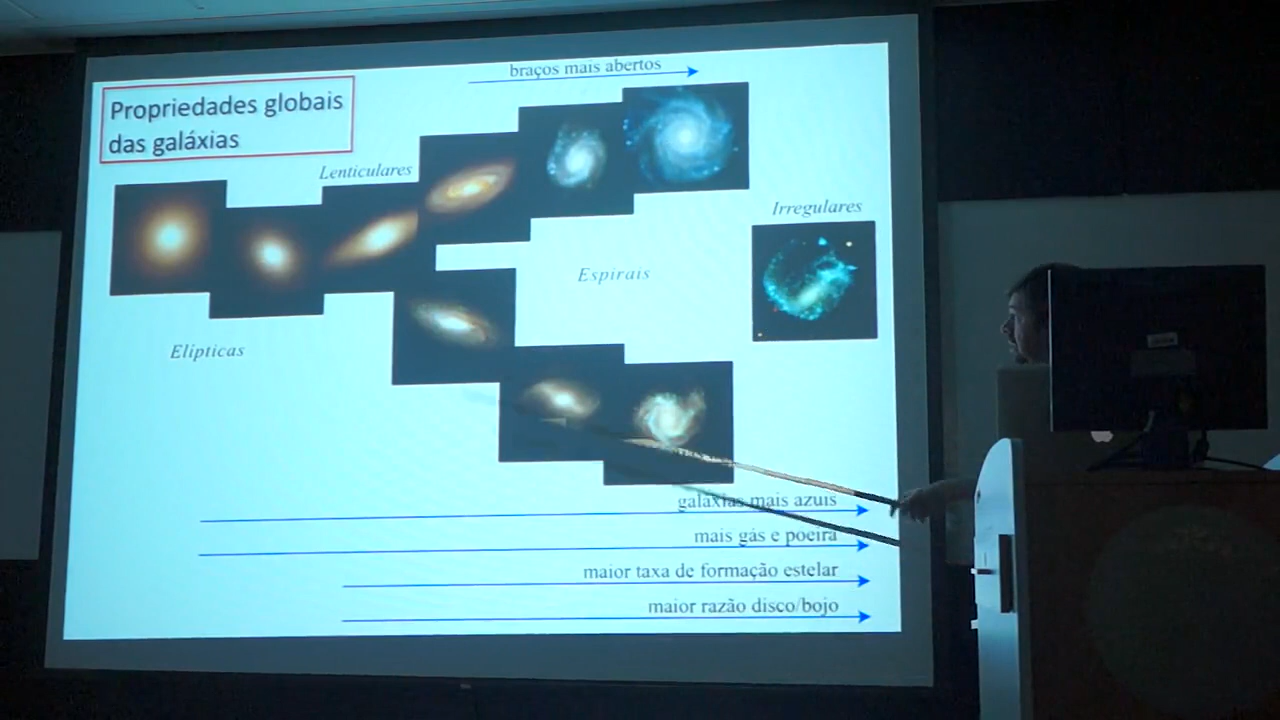 braços mais abertos
Propriedades globais
das galáxias
Lenticulares
Irregulares
Espirais
Elípticas
galáxias mais azuis
mais gás e poeira
maior taxa de formação estelar
maior razão disco/bojo